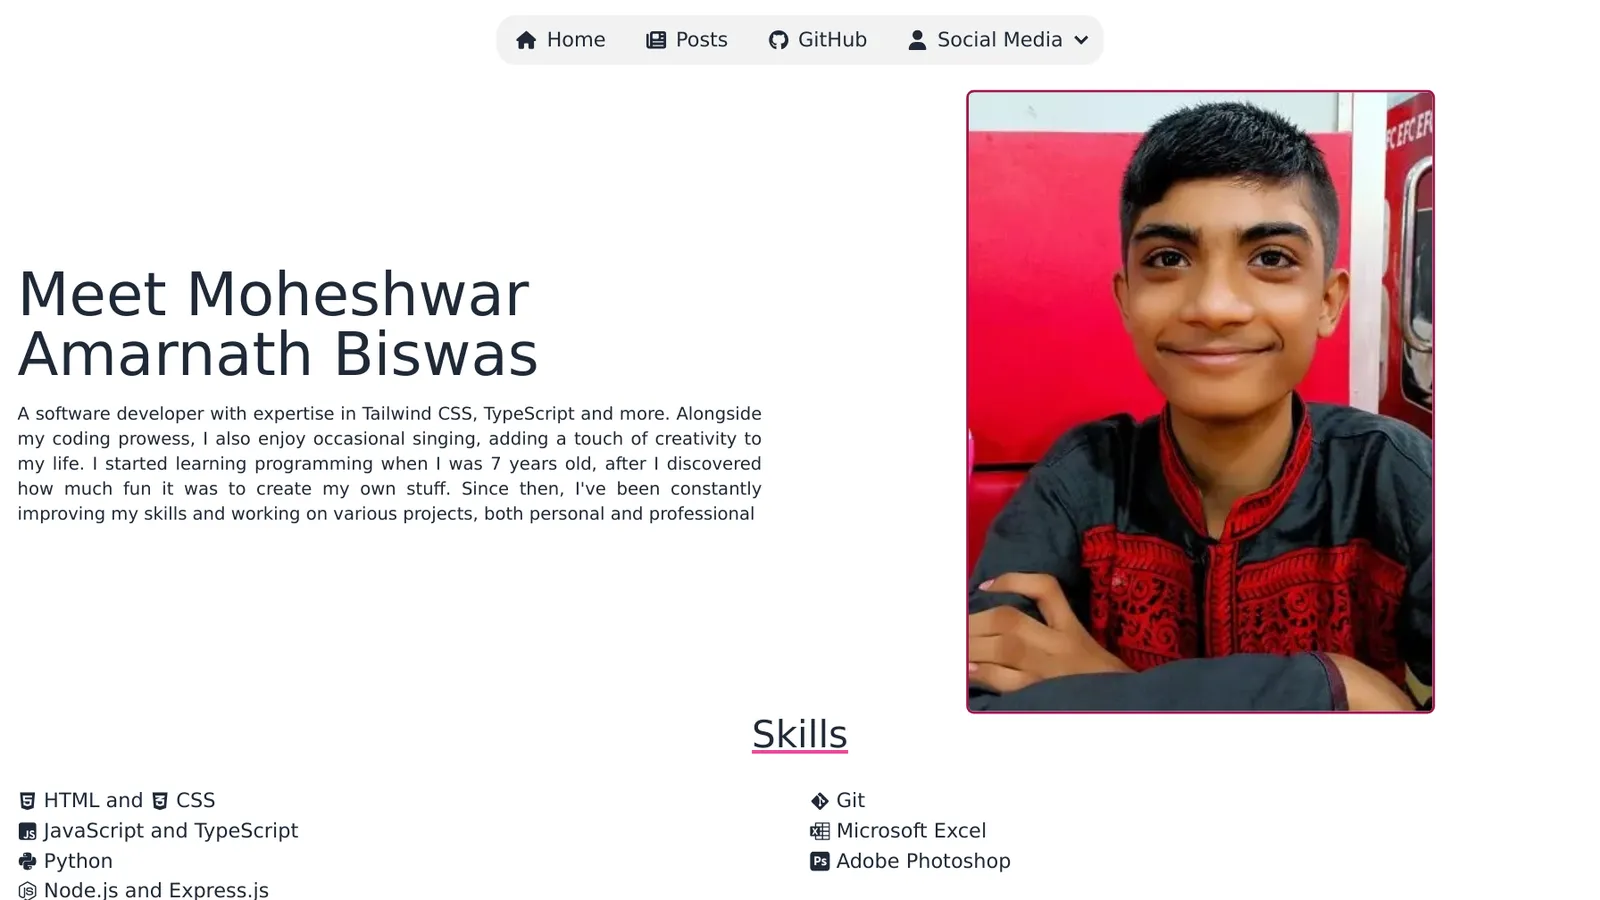 Home Posts GitHub Social Media
C EFC EF
Meet Moheshwar
Amarnath Biswas
A software developer with expertise in Tailwind CSS, TypeScript and more. Alongside
my coding prowess, I also enjoy occasional singing, adding a touch of creativity to
my life. I started learning programming when I was 7 years old, after I discovered
how much fun it was to create my own stuff. Since then, I've been constantly
improving my skills and working on various projects, both personal and professional
Skills
HTML and CSS
JavaScript and TypeScript
Python
Node.js and Express.js
Git
Microsoft Excel
Adobe Photoshop